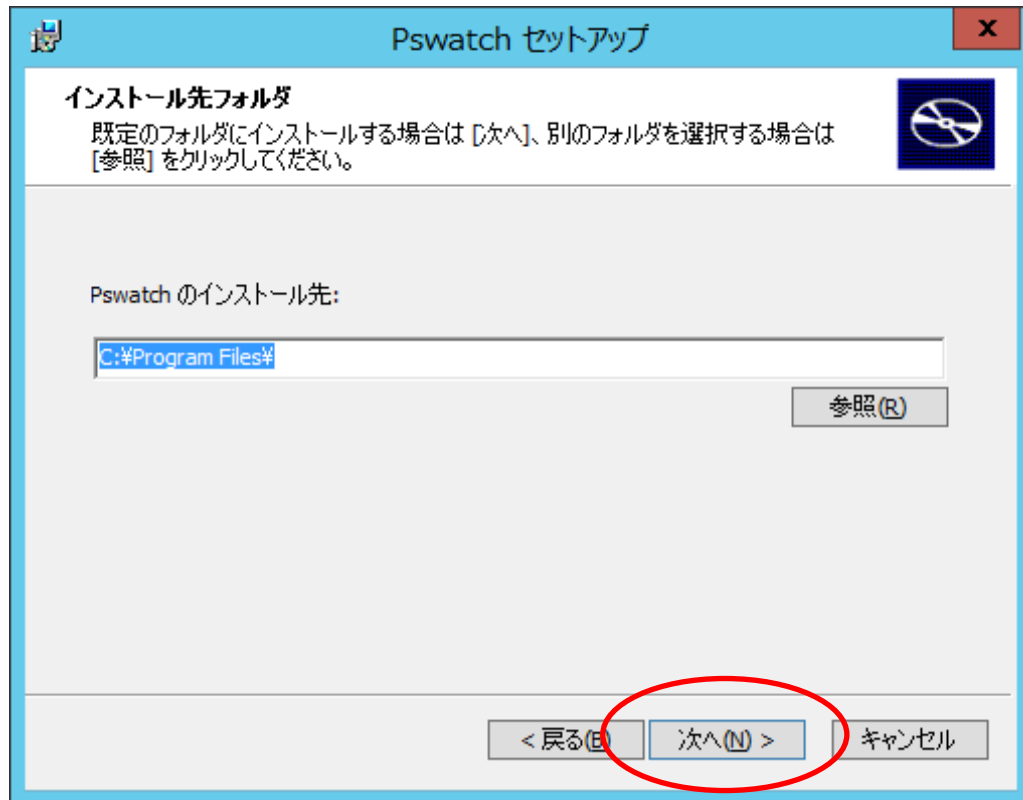 Pswatch セットアップ
x
インストール先フォルダ
既定のフォルダにインストールする場合は [次へ]、別のフォルダを選択する場合は
[参照] をクリックしてください。
Pswatch のインストール先:
C:¥Program Files¥
参照(R)
< 戻る(B) 次へ(N) > キャンセル